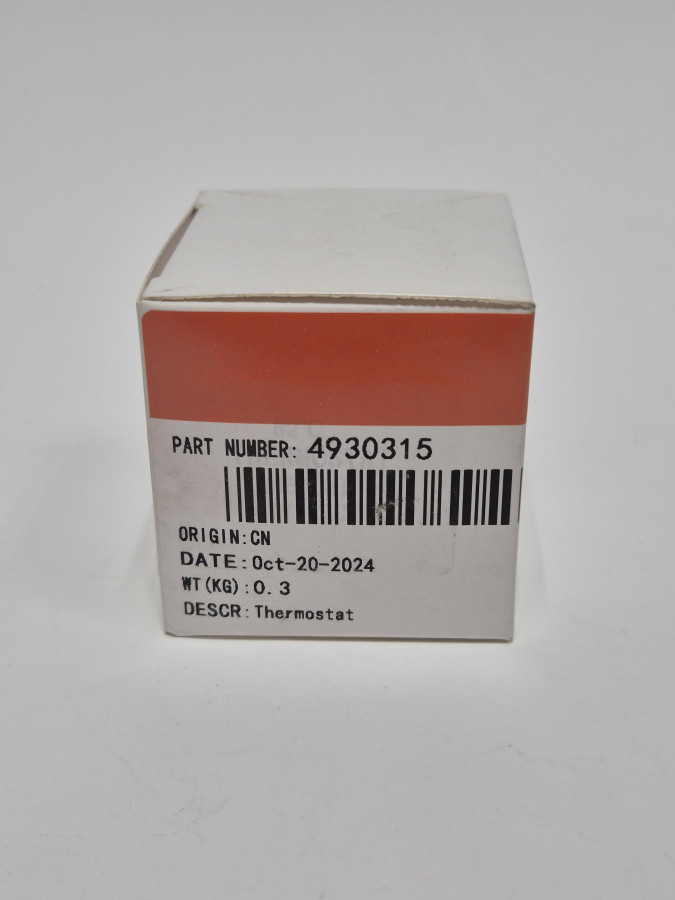 PART NUMBER: 4930315
ORIGIN:CN
DATE:Oct-20-2024
WT(KG):0.3
DESCR:Thermostat